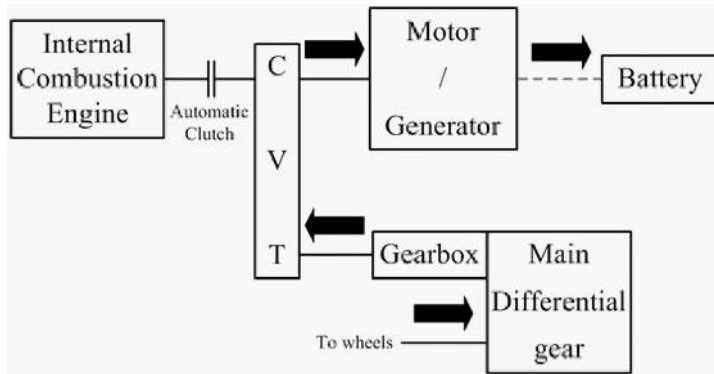 Internal
Combustion
Engine
Automatic
Clutch
C
V
T
Motor
/
Generator
Battery
Gearbox
Main
Differential
gear
To wheels